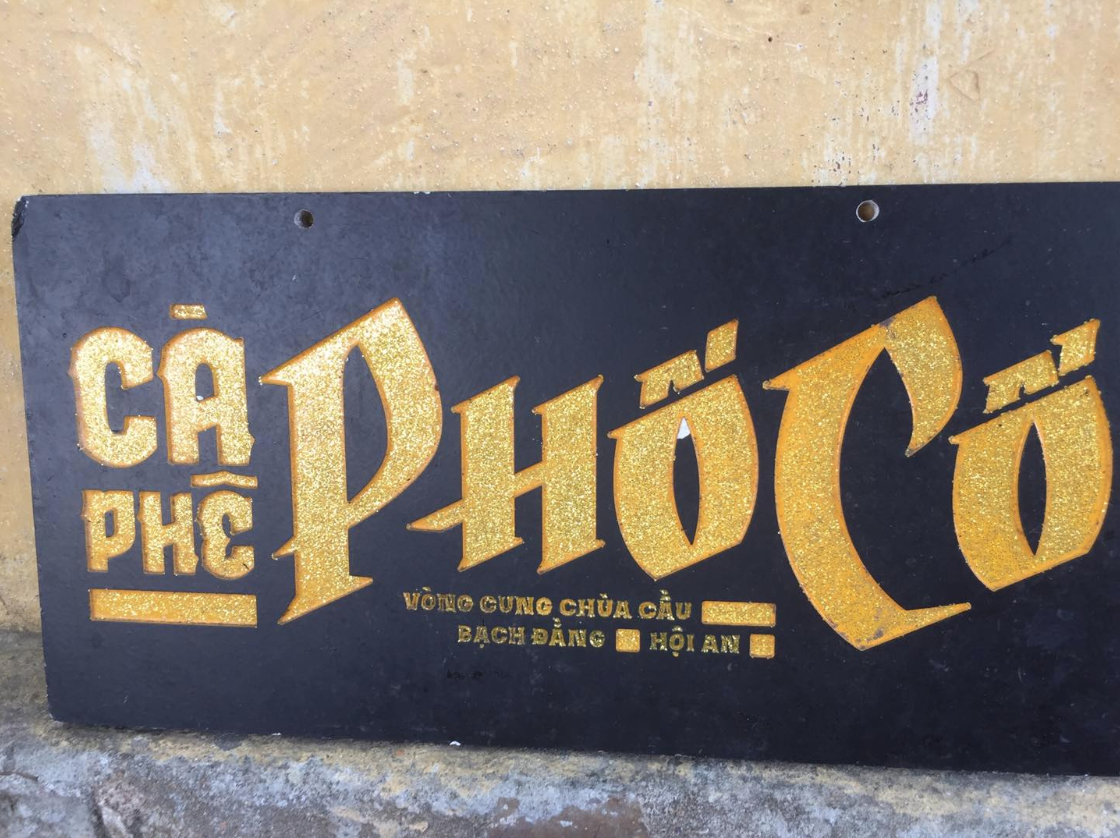 CÀ
PHÊ
PHỐ CỔ
VÒNG CUNG CHÙA CẦU
BẠCH ĐẰNG HỘI AN